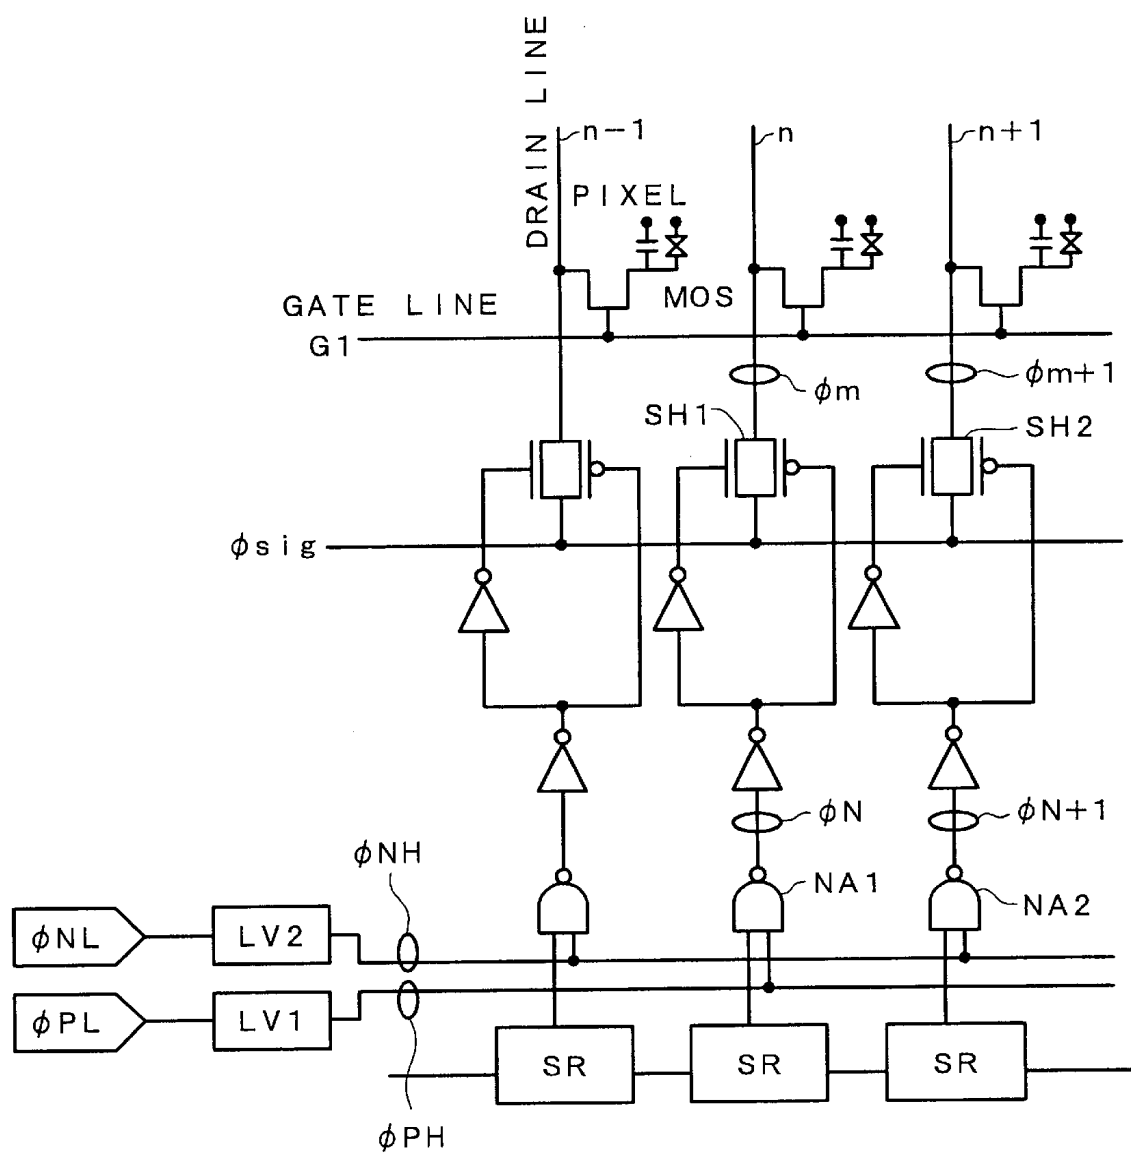 DRAIN LINE
n-1
n
n+1
PIXEL
GATE LINE
MOS
G1
ϕm
ϕm+1
SH1
SH2
ϕsig
ϕN
ϕN+1
ϕNH
NA1
NA2
ϕNL
LV2
ϕPL
LV1
SR
SR
SR
ϕPH